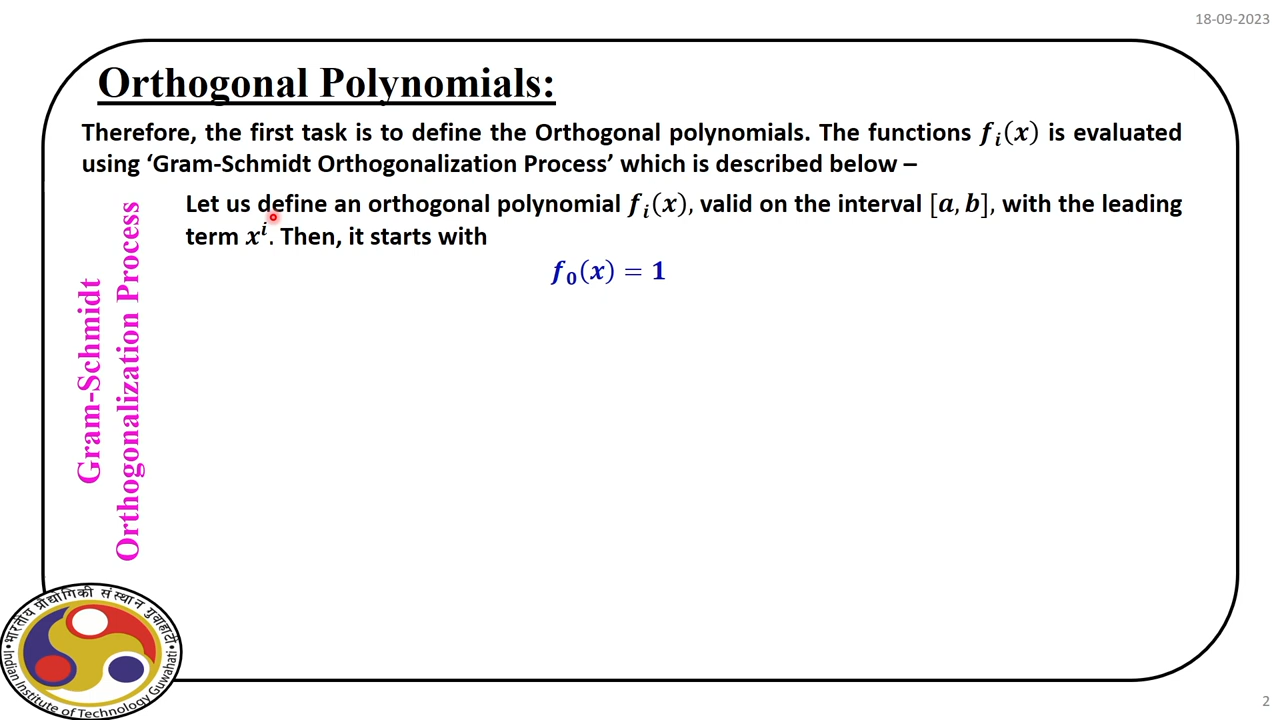 18-09-2023
Orthogonal Polynomials:
Therefore, the first task is to define the Orthogonal polynomials. The functions 𝒇ᵢ(𝒙) is evaluated
using ‘Gram-Schmidt Orthogonalization Process’ which is described below –
Gram-Schmidt
Orthogonalization Process
Let us define an orthogonal polynomial 𝒇ᵢ(𝒙), valid on the interval [𝒂, 𝒃], with the leading
term 𝒙ⁱ. Then, it starts with
𝒇₀(𝒙) = 𝟏
भारतीय प्रौद्योगिकी संस्थान गुवाहाटी
Indian Institute of Technology Guwahati
2